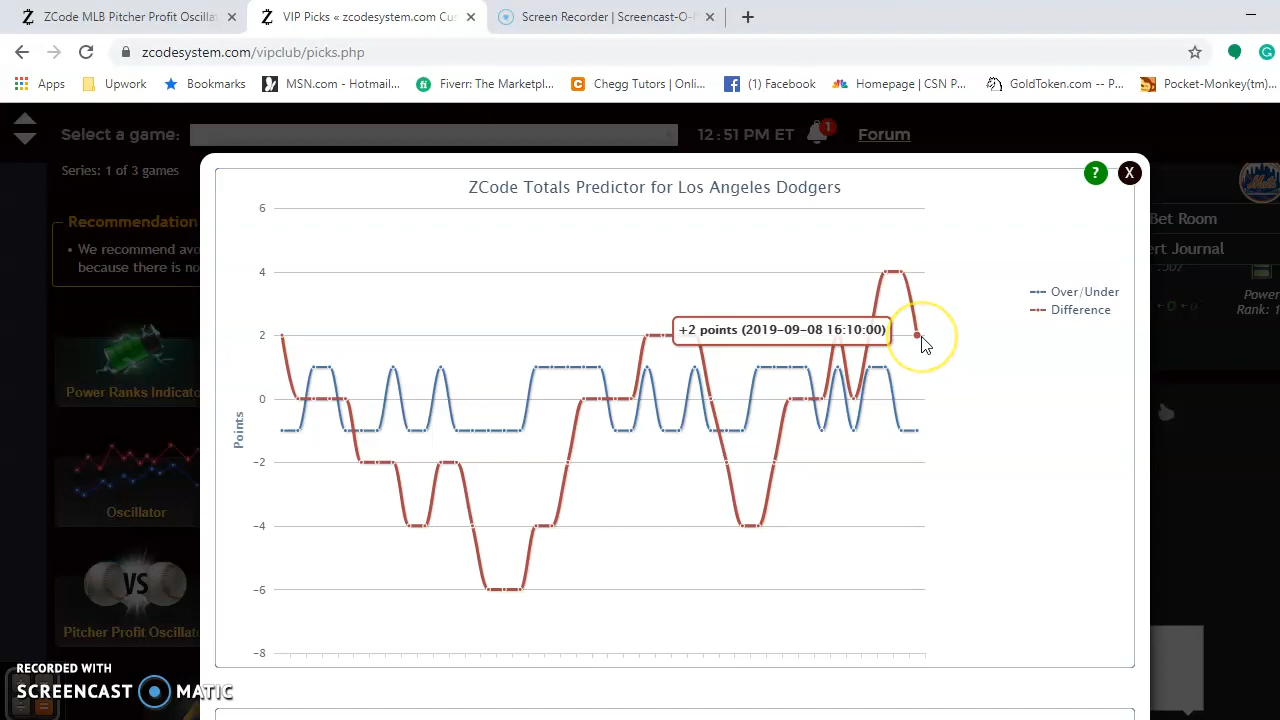 ZCode MLB Pitcher Profit Oscillat
VIP Picks « zcodesystem.com Cus
Screen Recorder | Screencast-O-
zcodesystem.com/vipclub/picks.php
Apps
Upwork
Bookmarks
MSN.com - Hotmail...
Fiverr: The Marketpl...
Chegg Tutors | Onli...
(1) Facebook
Homepage | CSN P...
GoldToken.com -- P...
Pocket-Monkey(tm)...
Select a game:
12:51 PM ET
1
Forum
Series: 1 of 3 games
Recommendation
• We recommend avo
because there is no
Power Ranks Indicato
Oscillator
VS
Pitcher Profit Oscillat
ZCode Totals Predictor for Los Angeles Dodgers
?
X
6
4
2
0
-2
-4
-6
-8
Points
+2 points (2019-09-08 16:10:00)
Over/Under
Difference
Mets
Bet Room
ert Journal
Power
Rank: 1
RECORDED WITH
SCREENCAST MATIC